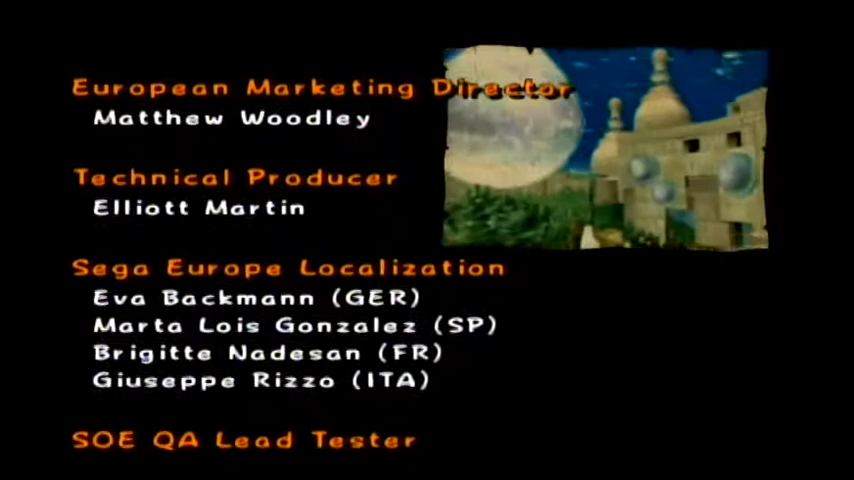 European Marketing Director
Matthew Woodley
Technical Producer
Elliott Martin
Sega Europe Localization
Eva Backmann (GER)
Marta Lois Gonzalez (SP)
Brigitte Nadesan (FR)
Giuseppe Rizzo (ITA)
SOE QA Lead Tester